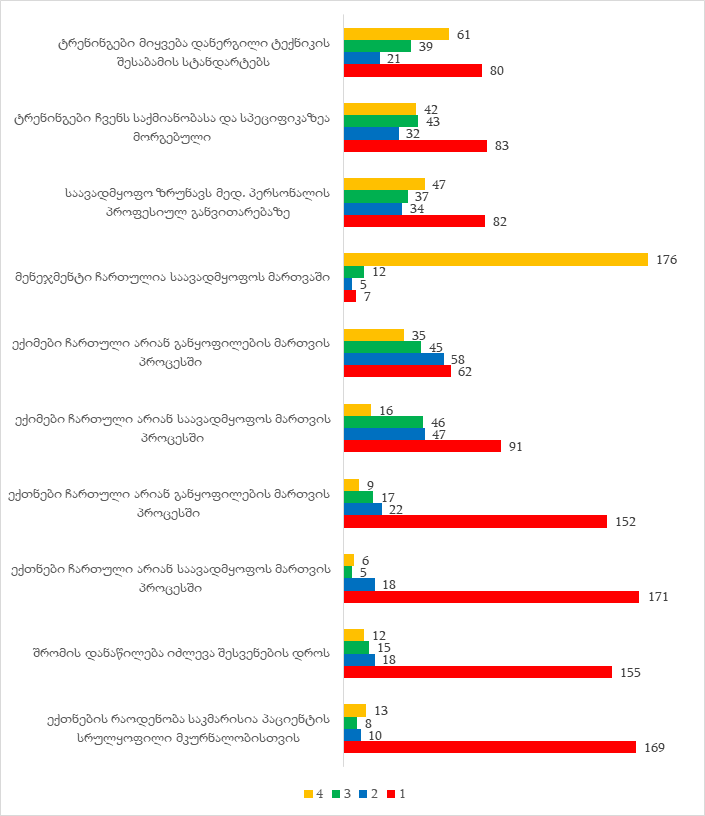 ტრენინგები მიყვება დანერგილი ტექნიკის
შესაბამის სტანდარტებს
61
39
21
80
ტრენინგები ჩვენს საქმიანობასა და სპეციფიკაზეა
მორგებული
42
43
32
83
საავადმყოფო ზრუნავს მედ. პერსონალის
პროფესიულ განვითარებაზე
47
37
34
82
მენეჯმენტი ჩართულია საავადმყოფოს მართვაში
176
12
5
7
ექიმები ჩართული არიან განყოფილების მართვის
პროცესში
35
45
58
62
ექიმები ჩართული არიან საავადმყოფოს მართვის
პროცესში
16
46
47
91
ექთნები ჩართული არიან განყოფილების მართვის
პროცესში
9
17
22
152
ექთნები ჩართული არიან საავადმყოფოს მართვის
პროცესში
6
5
18
171
შრომის დანაწილება იძლევა შესვენების დროს
12
15
18
155
ექთნების რაოდენობა საკმარისია პაციენტის
სრულყოფილი მკურნალობისთვის
13
8
10
169
4 3 2 1